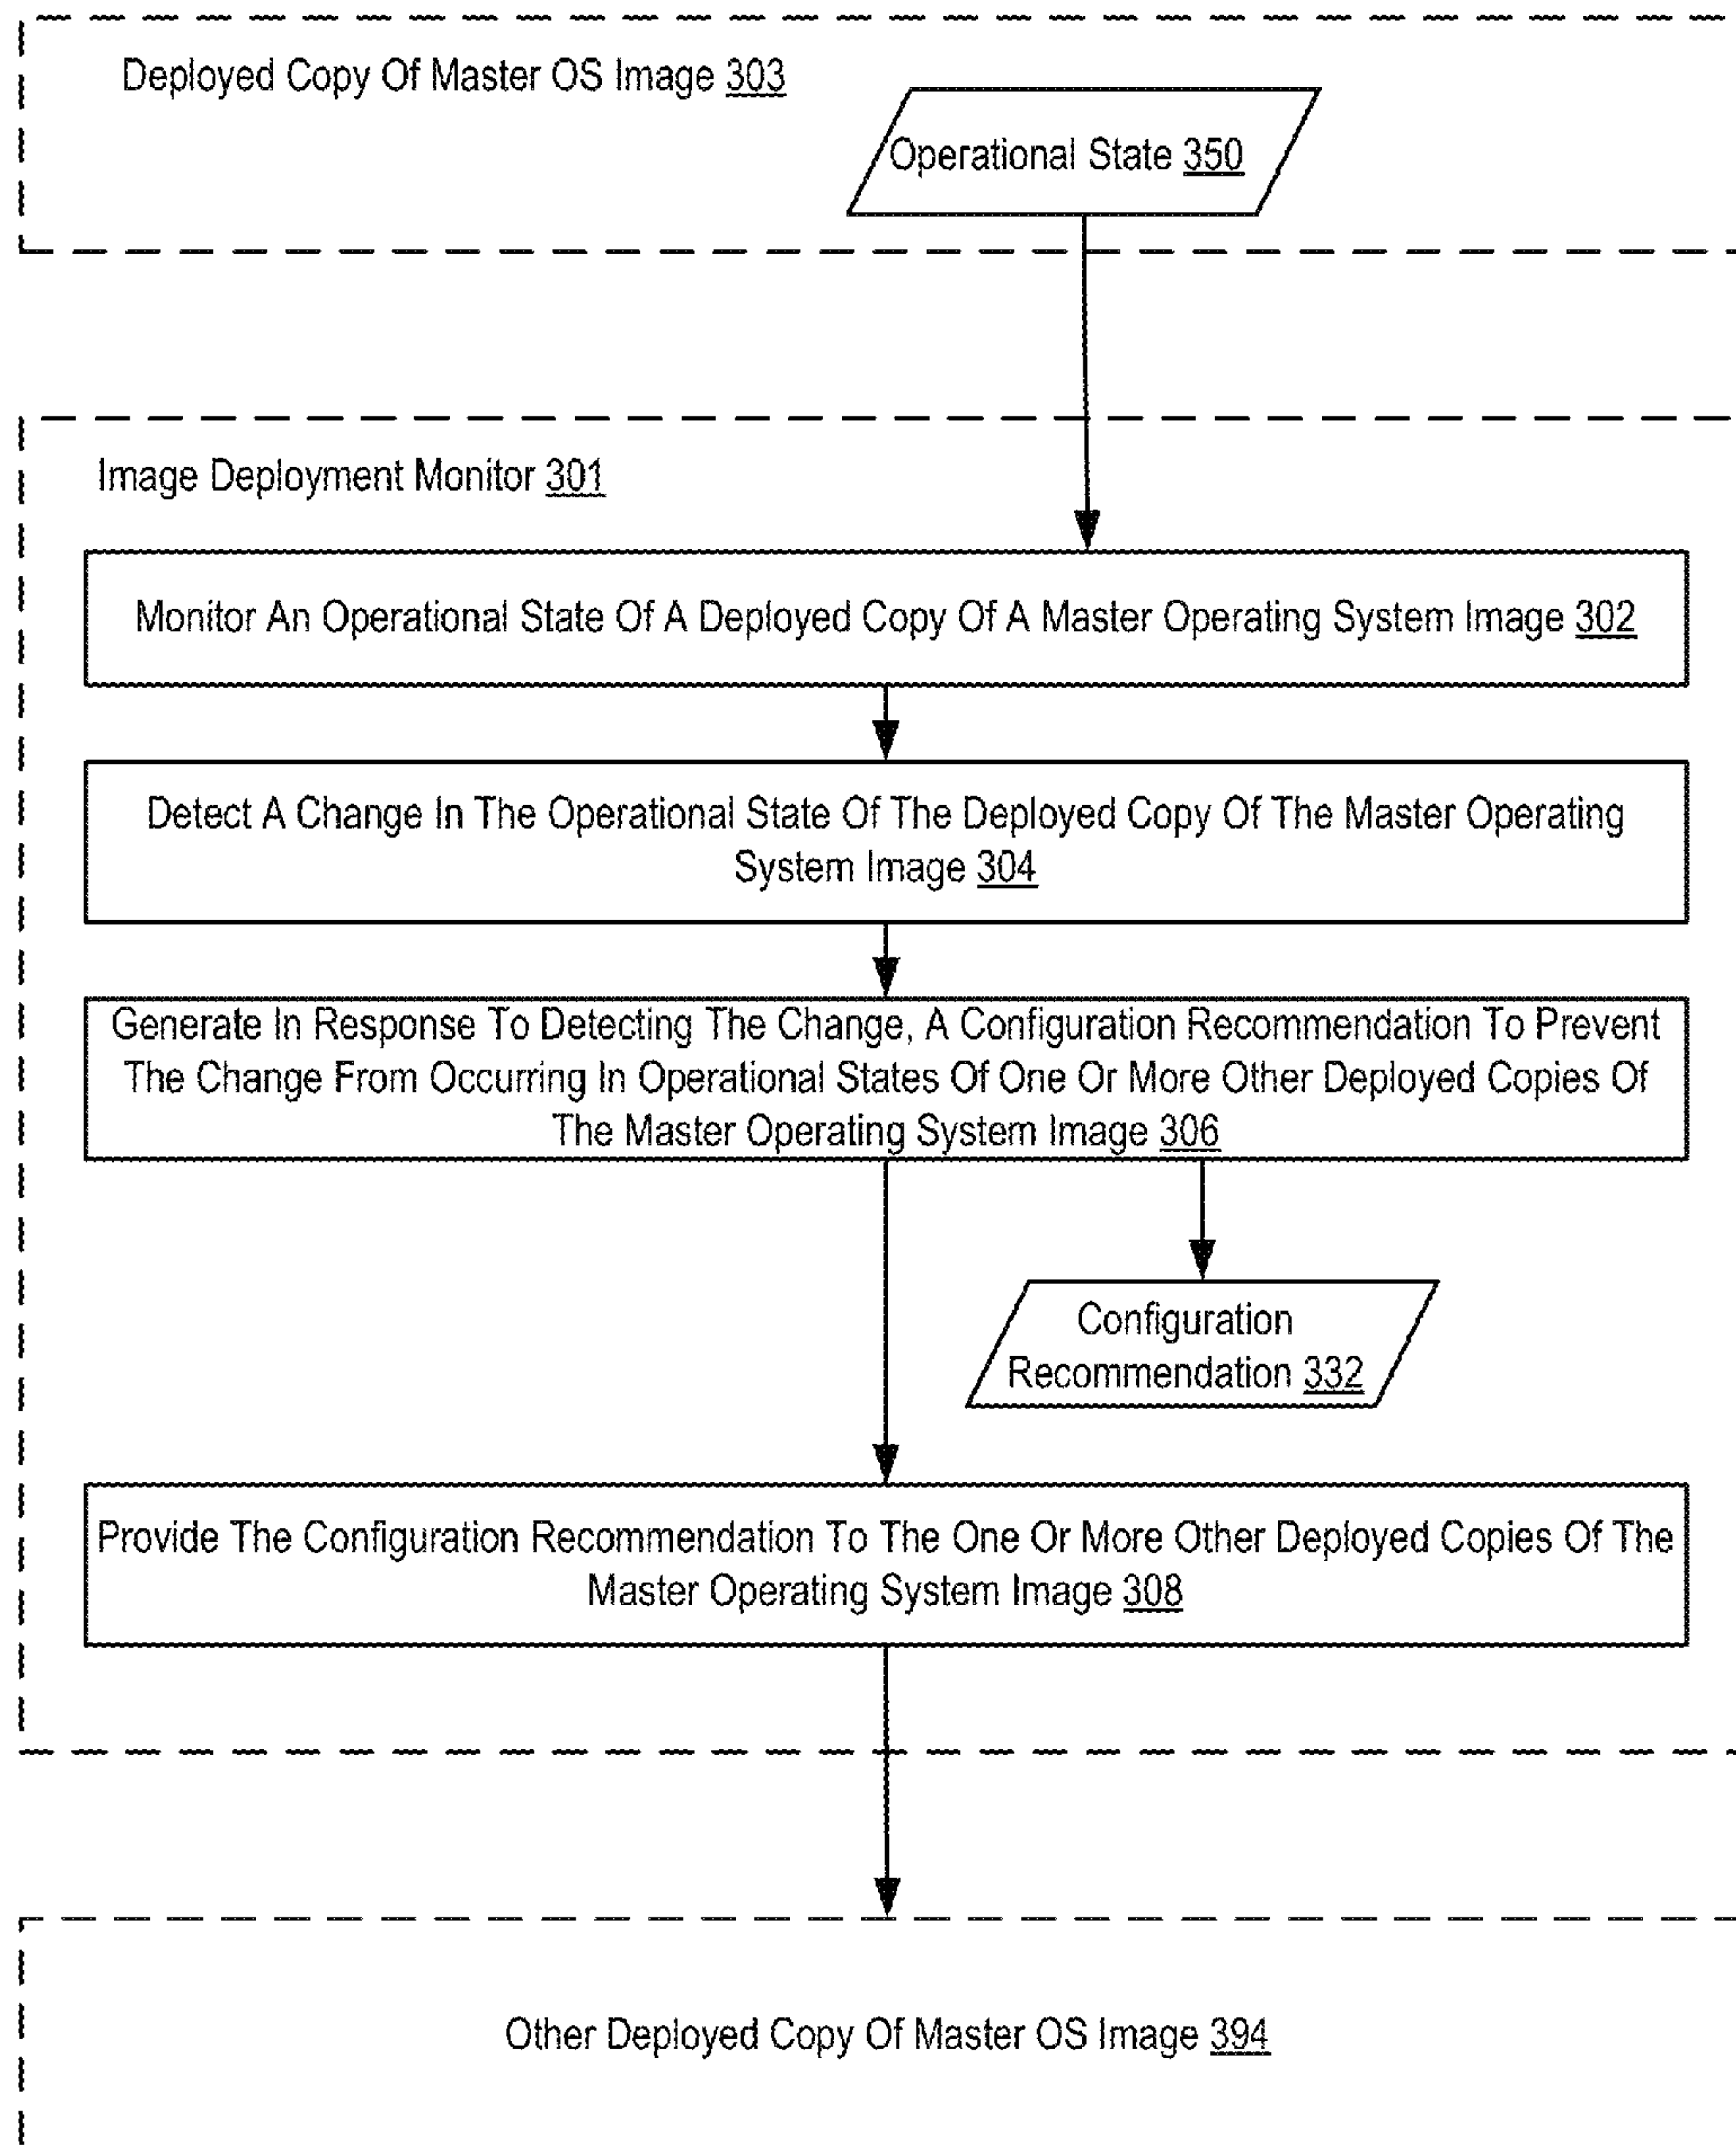 Deployed Copy Of Master OS Image 303
Operational State 350
Image Deployment Monitor 301
Monitor An Operational State Of A Deployed Copy Of A Master Operating System Image 302
Detect A Change In The Operational State Of The Deployed Copy Of The Master Operating
System Image 304
Generate In Response To Detecting The Change, A Configuration Recommendation To Prevent
The Change From Occurring In Operational States Of One Or More Other Deployed Copies Of
The Master Operating System Image 306
Configuration
Recommendation 332
Provide The Configuration Recommendation To The One Or More Other Deployed Copies Of The
Master Operating System Image 308
Other Deployed Copy Of Master OS Image 394